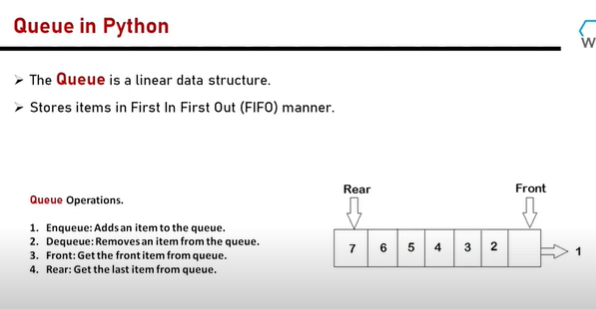 Queue in Python
W
➢ The Queue is a linear data structure.
➢ Stores items in First In First Out (FIFO) manner.
Queue Operations.
1. Enqueue: Adds an item to the queue.
2. Dequeue: Removes an item from the queue.
3. Front: Get the front item from queue.
4. Rear: Get the last item from queue.
Rear Front
7 6 5 4 3 2 1